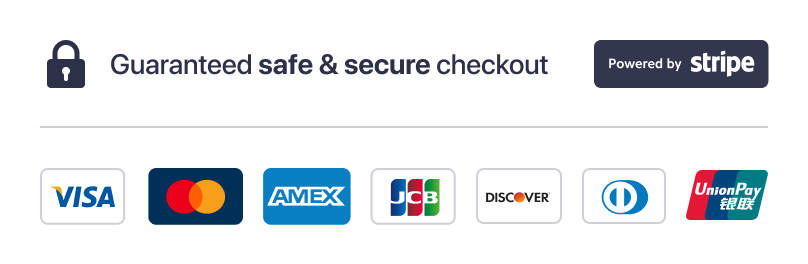 Guaranteed safe & secure checkout
Powered by stripe
VISA
AMEX
JCB
DISCOVER
UnionPay
银联